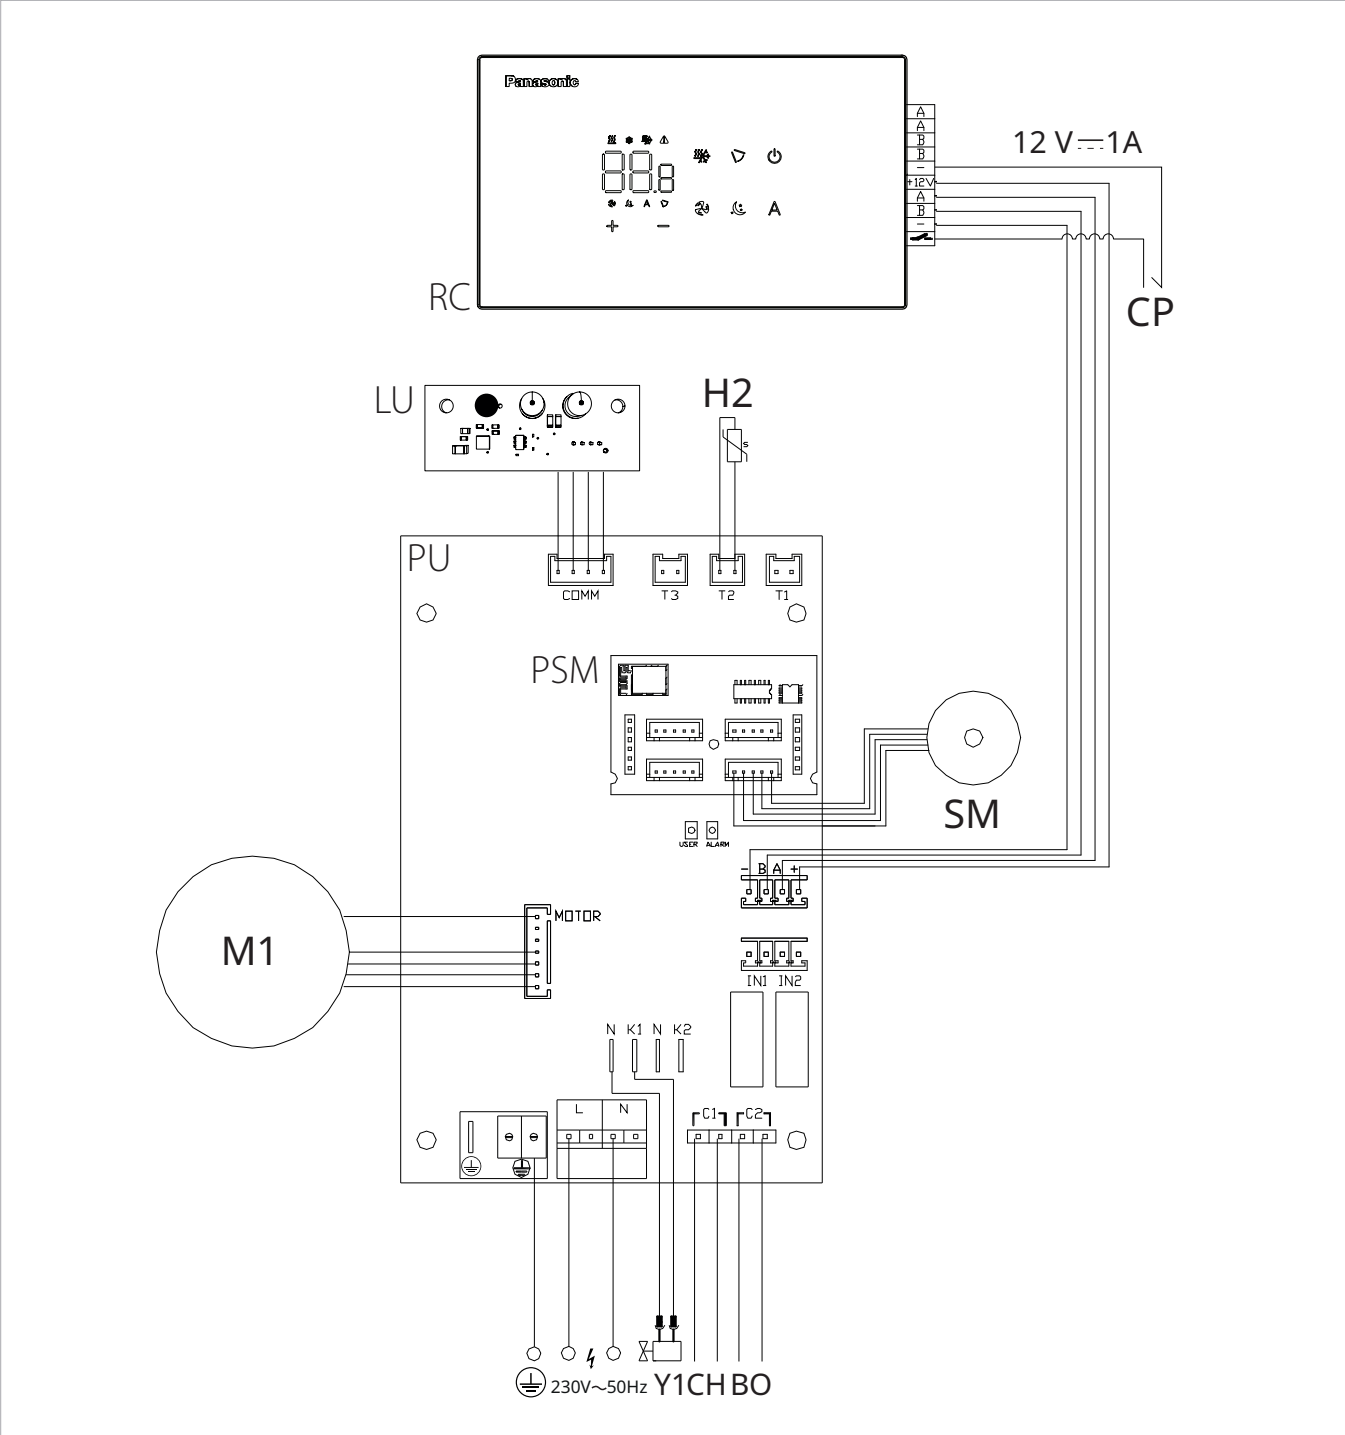 Panasonic
A
A
B
B
-
+12V
A
B
-
12 V⎓1A
88.8
A
A
+ -
RC
CP
LU
H2
S
PU
COMM
T3
T2
T1
PSM
SM
USER
ALARM
- B A +
M1
MOTOR
IN1
IN2
N K1 N K2
L
N
C1
C2
230V~50Hz
Y1
CH
BO